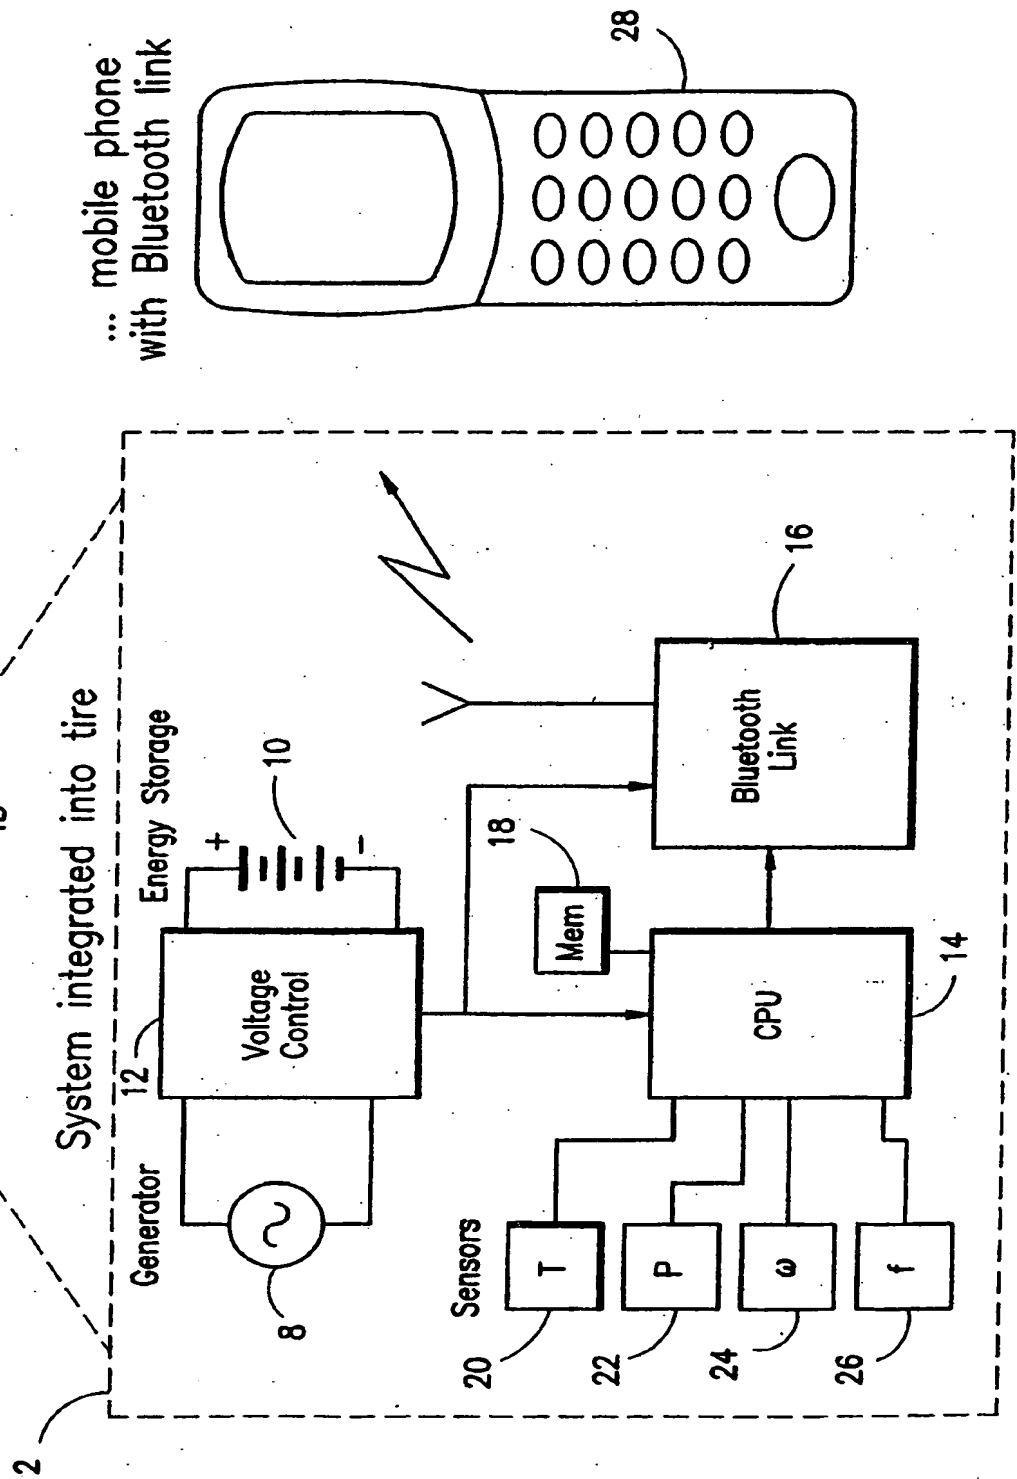 System integrated into tire
... mobile phone
with Bluetooth link
2
Generator
8
12
Voltage
Control
Energy Storage
+
-
10
Sensors
T
20
P
22
ω
24
f
26
CPU
14
Mem
18
Bluetooth
Link
16
28